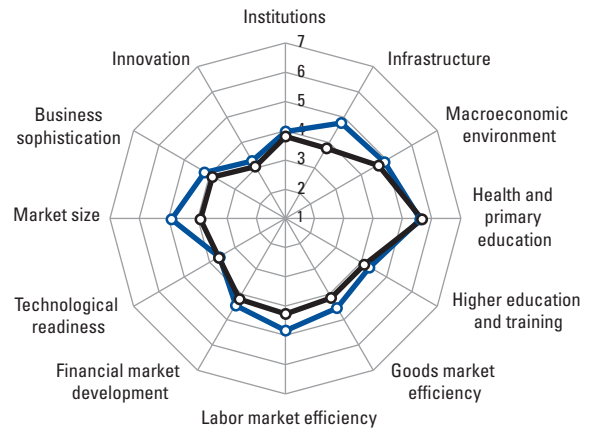 Institutions
7
6
5
4
3
2
1
Infrastructure
Macroeconomic
environment
Health and
primary
education
Higher education
and training
Goods market
efficiency
Labor market efficiency
Financial market
development
Technological
readiness
Market size
Business
sophistication
Innovation